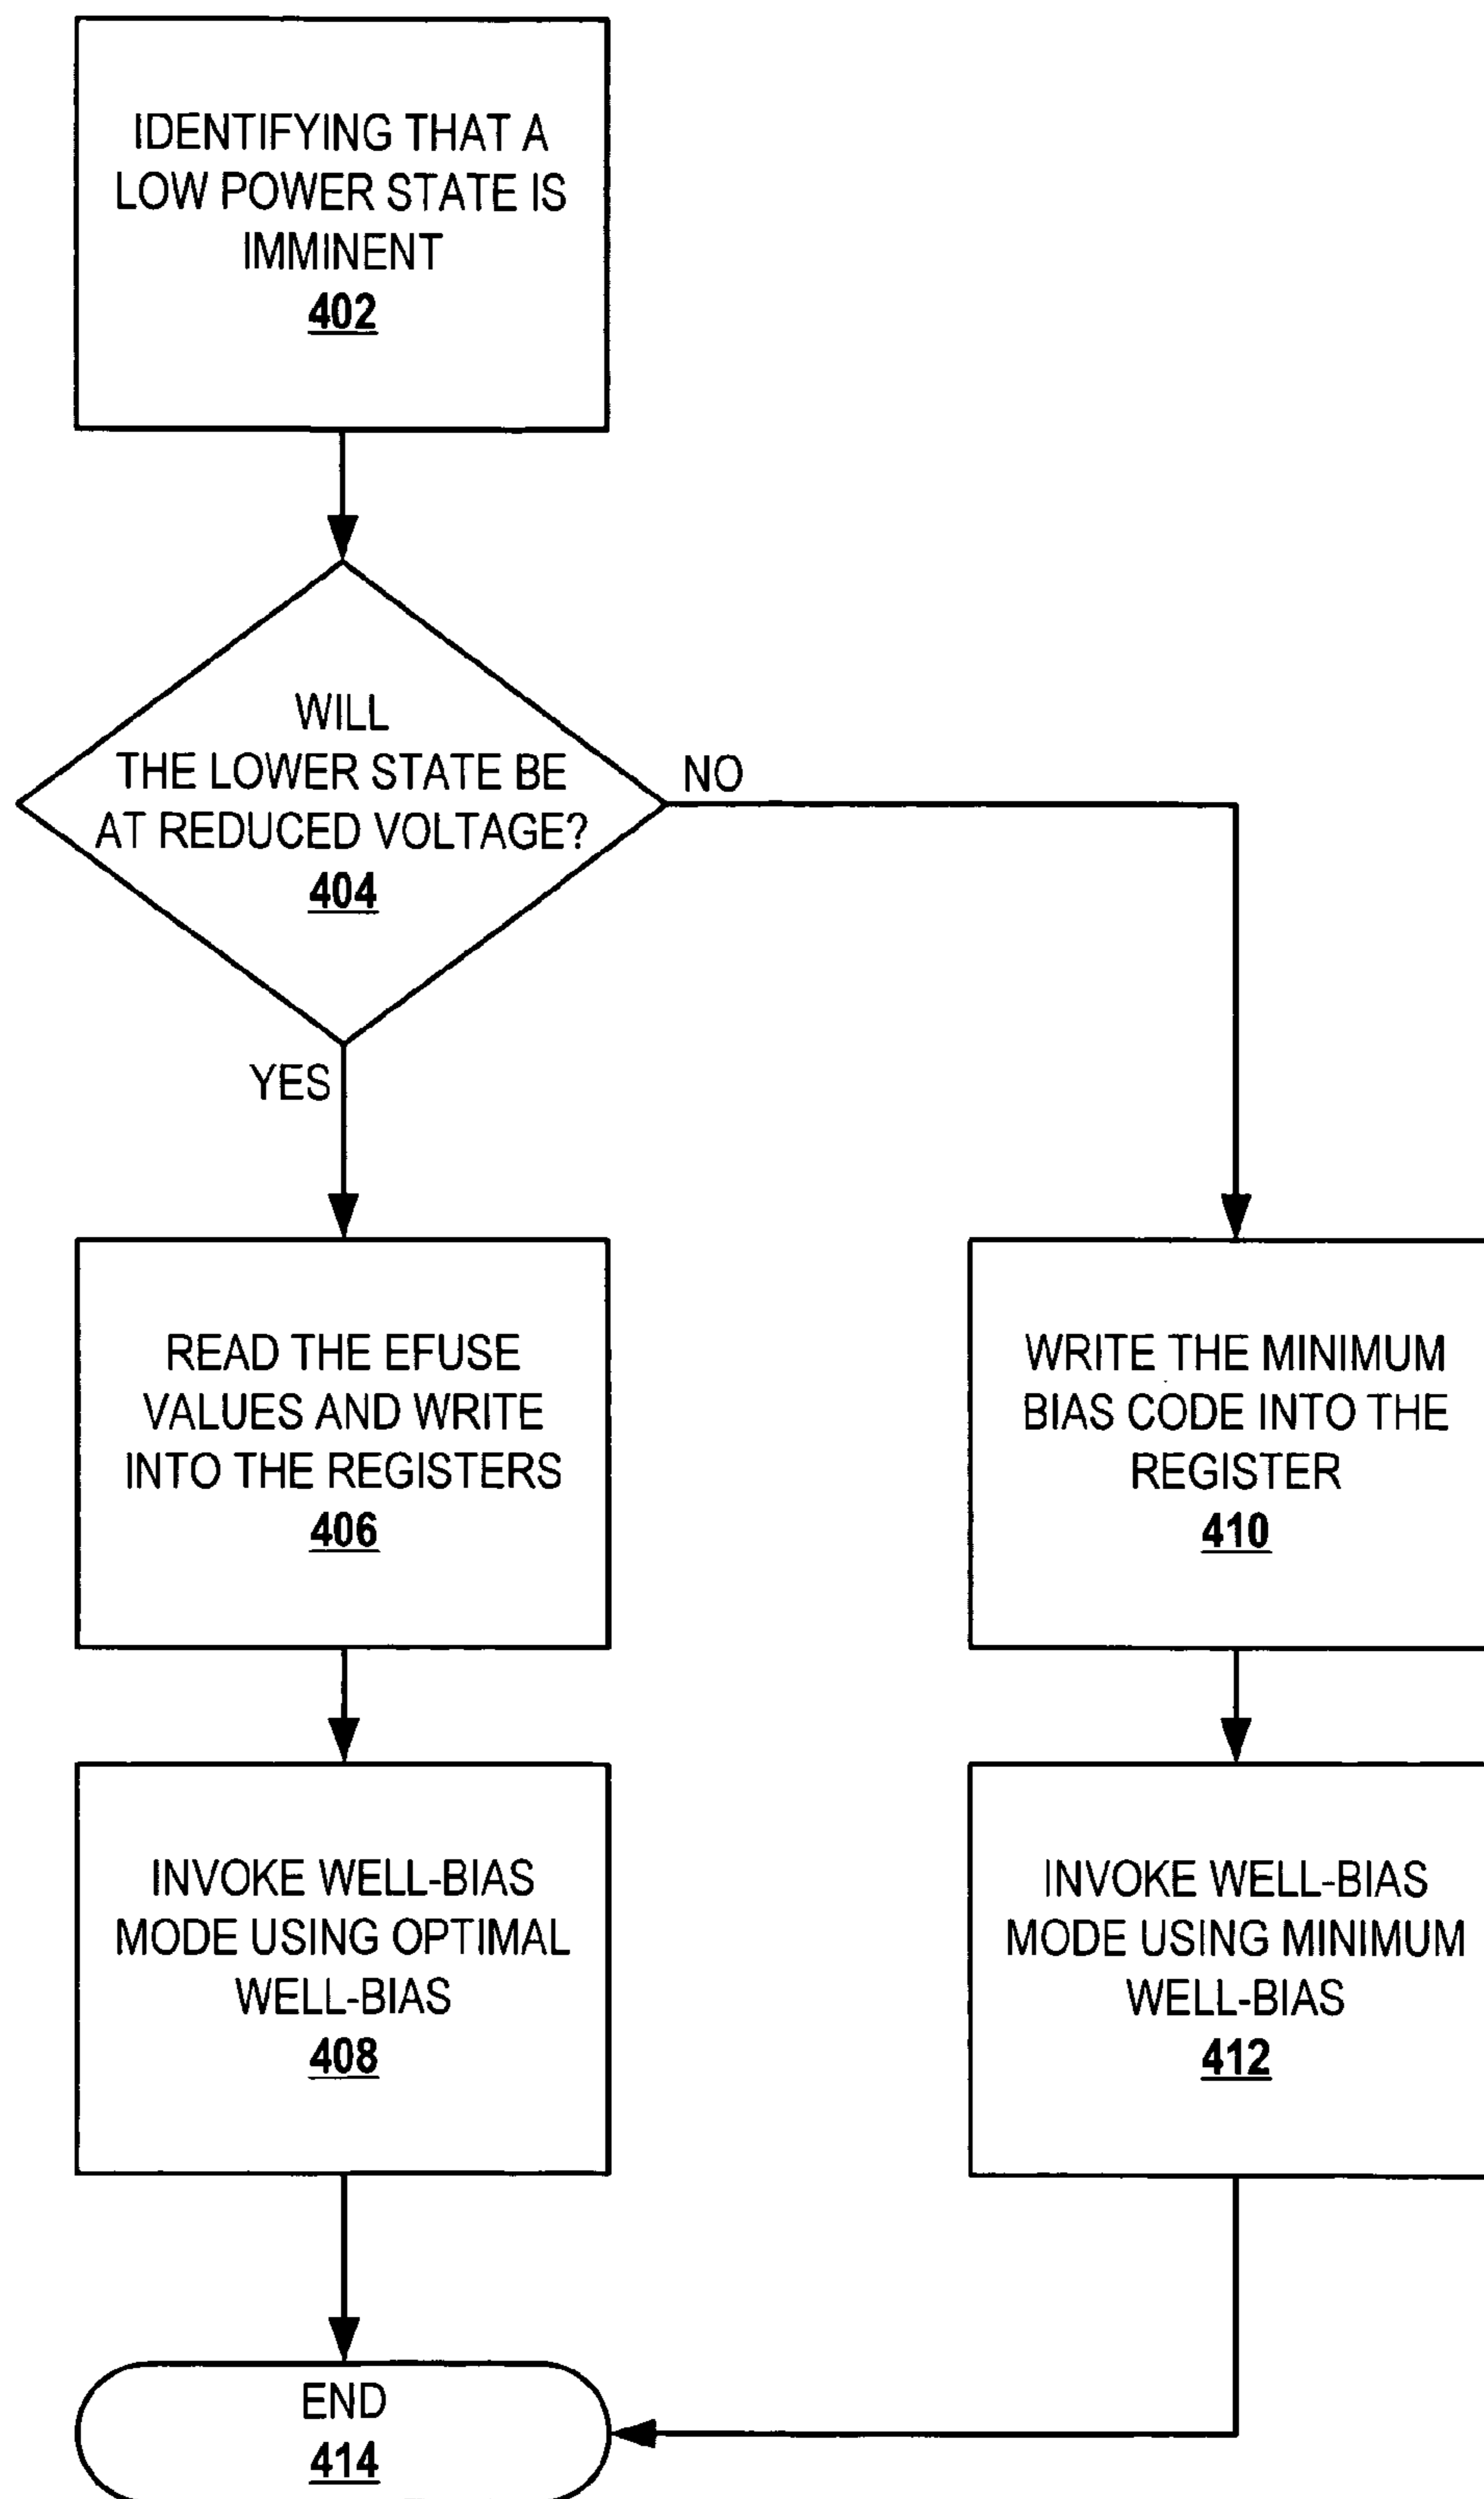 IDENTIFYING THAT A
LOW POWER STATE IS
IMMINENT
402
WILL
THE LOWER STATE BE
AT REDUCED VOLTAGE?
404
NO
YES
READ THE EFUSE
VALUES AND WRITE
INTO THE REGISTERS
406
WRITE THE MINIMUM
BIAS CODE INTO THE
REGISTER
410
INVOKE WELL-BIAS
MODE USING OPTIMAL
WELL-BIAS
408
INVOKE WELL-BIAS
MODE USING MINIMUM
WELL-BIAS
412
END
414